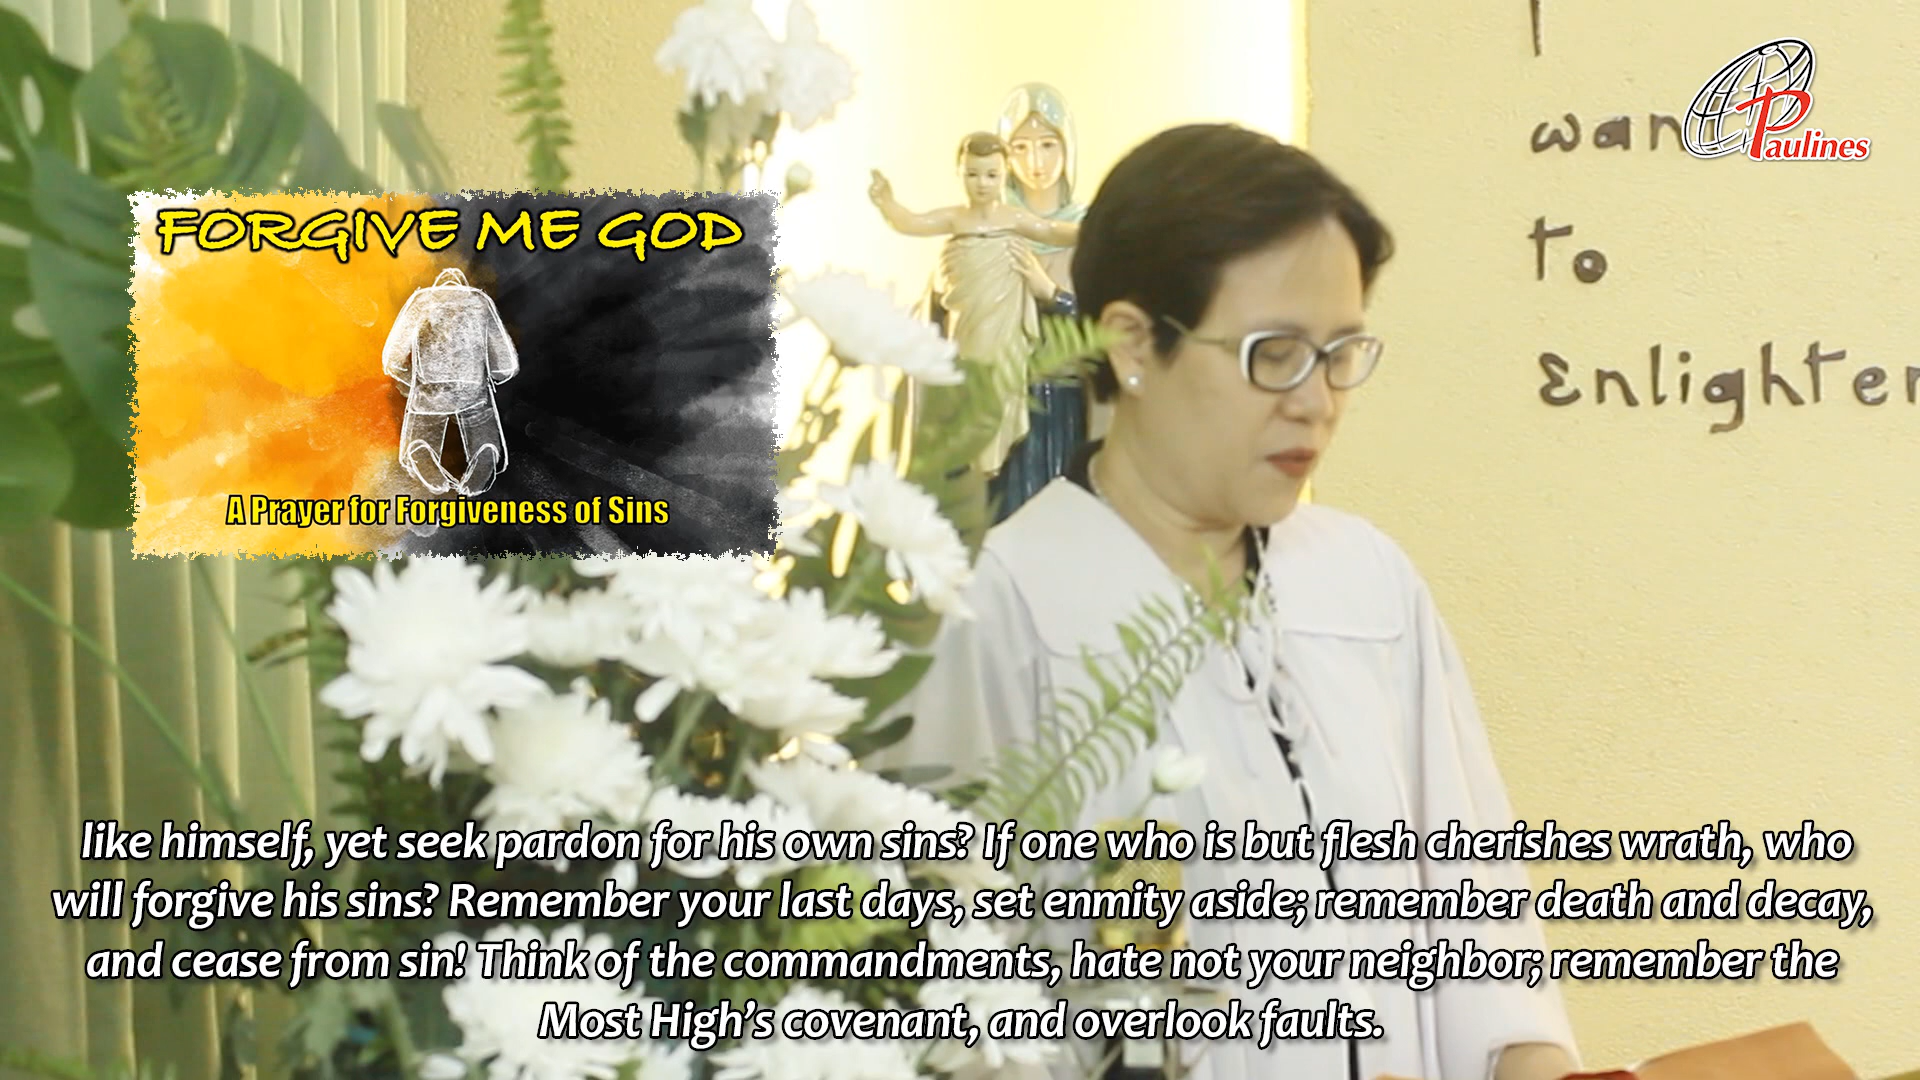 I
want
to
Enlighten
Paulines
FORGIVE ME GOD
A Prayer for Forgiveness of Sins
like himself, yet seek pardon for his own sins? If one who is but flesh cherishes wrath, who
will forgive his sins? Remember your last days, set enmity aside; remember death and decay,
and cease from sin! Think of the commandments, hate not your neighbor; remember the
Most High's covenant, and overlook faults.